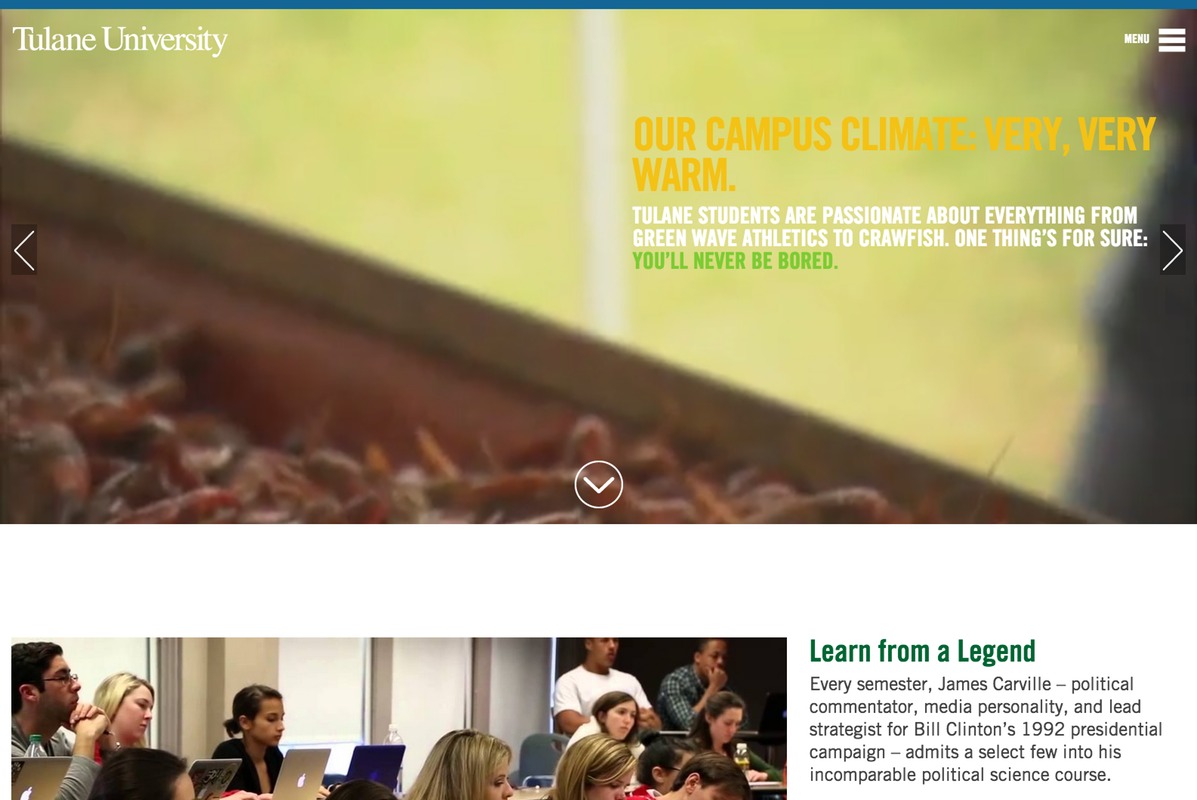 Tulane University
MENU
OUR CAMPUS CLIMATE: VERY, VERY
WARM.
TULANE STUDENTS ARE PASSIONATE ABOUT EVERYTHING FROM
GREEN WAVE ATHLETICS TO CRAWFISH. ONE THING'S FOR SURE:
YOU'LL NEVER BE BORED.
Learn from a Legend
Every semester, James Carville – political
commentator, media personality, and lead
strategist for Bill Clinton's 1992 presidential
campaign – admits a select few into his
incomparable political science course.